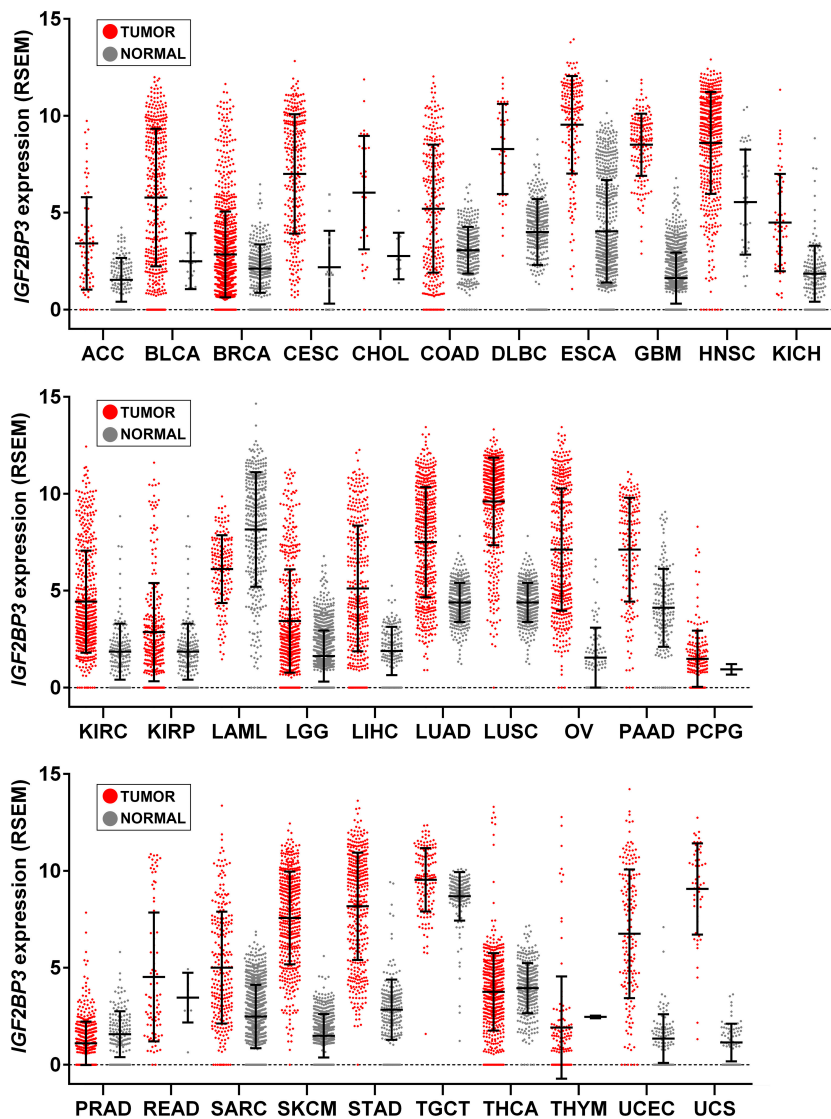 15
TUMOR
NORMAL
10
5
0
IGF2BP3 expression (RSEM)
ACC BLCA BRCA CESC CHOL COAD DLBC ESCA GBM HNSC KICH
15
TUMOR
NORMAL
10
5
0
IGF2BP3 expression (RSEM)
KIRC KIRP LAML LGG LIHC LUAD LUSC OV PAAD PCPG
15
TUMOR
NORMAL
10
5
0
IGF2BP3 expression (RSEM)
PRAD READ SARC SKCM STAD TGCT THCA THYM UCEC UCS